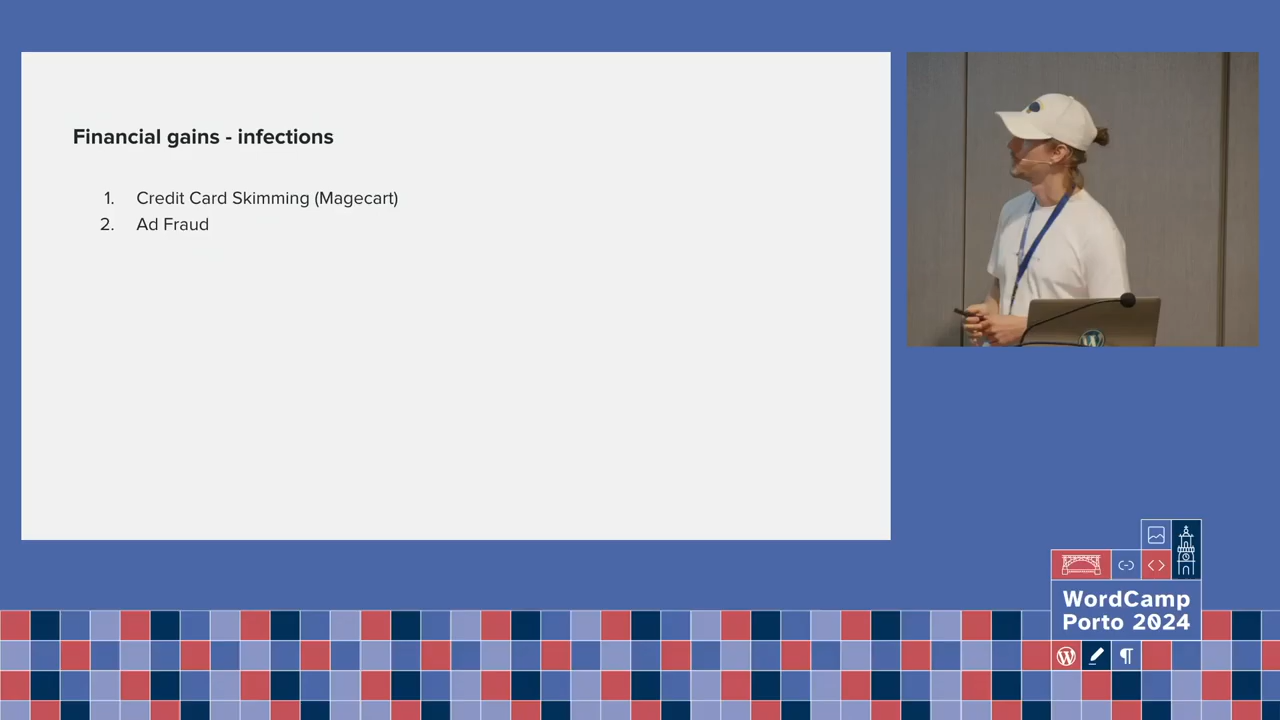 Financial gains - infections
1. Credit Card Skimming (Magecart)
2. Ad Fraud
WordCamp
Porto 2024